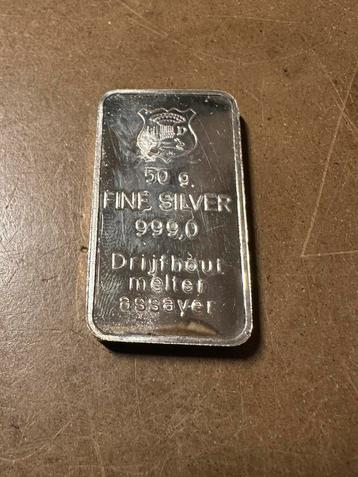 50 g.
FINE SILVER
999,0
Drijfhout
melter
assayer